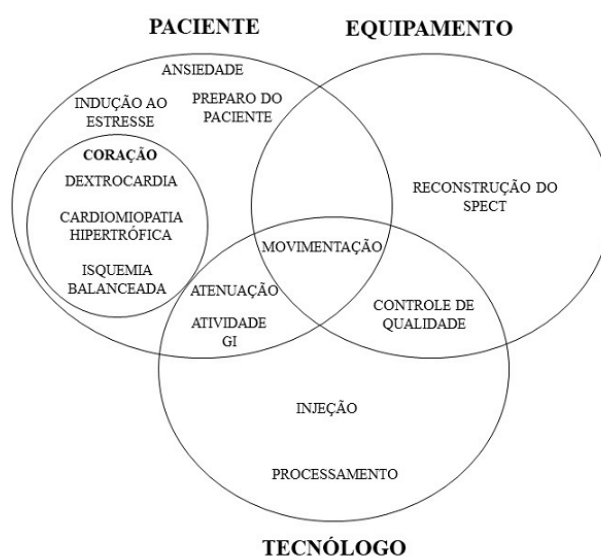 PACIENTE
EQUIPAMENTO
ANSIEDADE
INDUÇÃO AO
ESTRESSE
PREPARO DO
PACIENTE
CORAÇÃO
DEXTROCARDIA
CARDIOMIOPATIA
HIPERTRÓFICA
ISQUEMIA
BALANCEADA
RECONSTRUÇÃO DO
SPECT
MOVIMENTAÇÃO
ATENUAÇÃO
ATIVIDADE
GI
CONTROLE DE
QUALIDADE
INJEÇÃO
PROCESSAMENTO
TECNÓLOGO